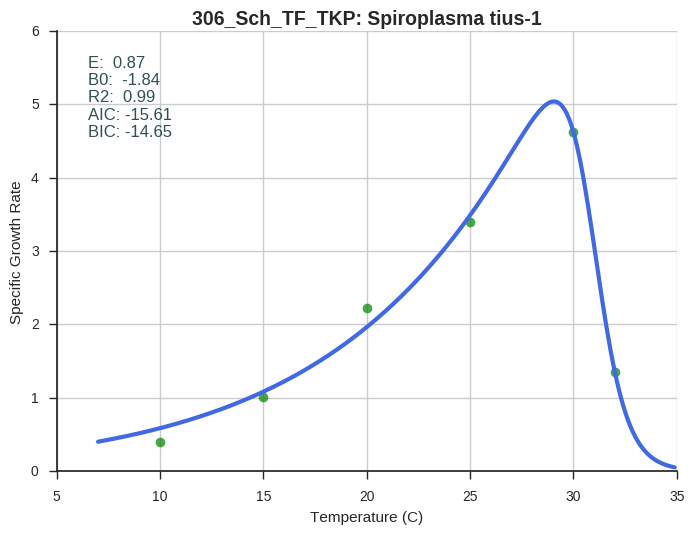 306_Sch_TF_TKP: Spiroplasma tius-1
6
E:  0.87
B0:  -1.84
R2:  0.99
AIC: -15.61
BIC: -14.65
5
4
3
2
1
0
Specific Growth Rate
5 10 15 20 25 30 35
Temperature (C)